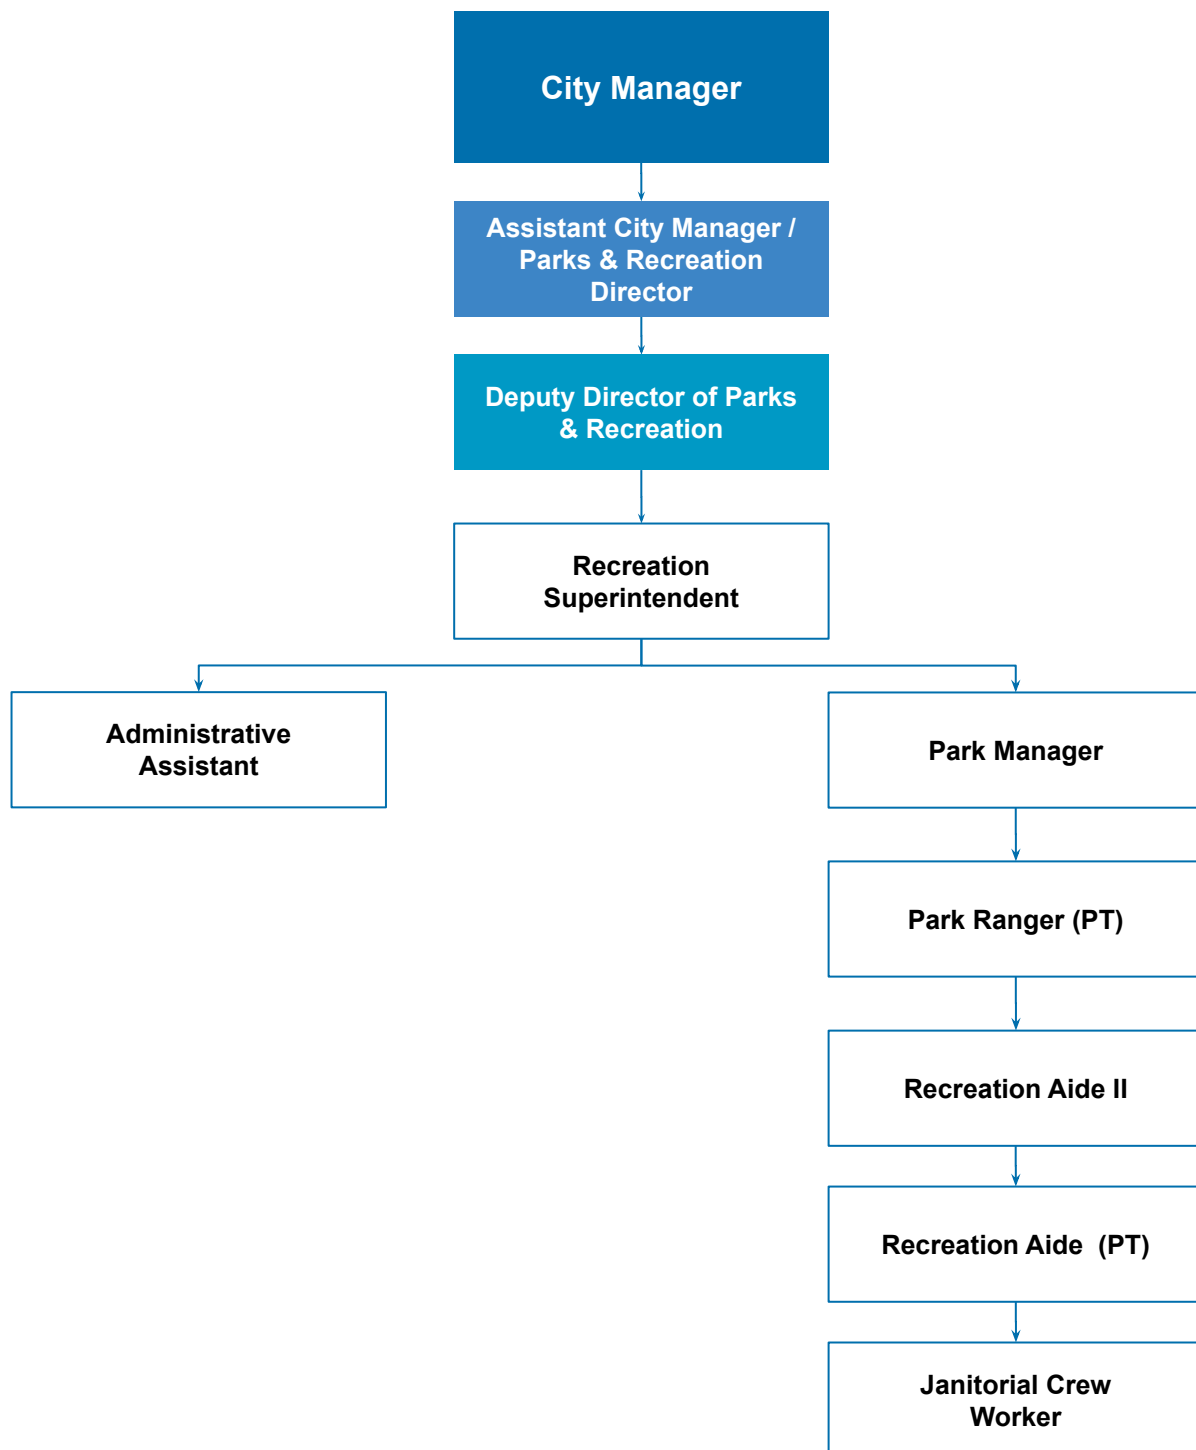 City Manager
Assistant City Manager /
Parks & Recreation
Director
Deputy Director of Parks
& Recreation
Recreation
Superintendent
Administrative
Assistant
Park Manager
Park Ranger (PT)
Recreation Aide II
Recreation Aide  (PT)
Janitorial Crew
Worker